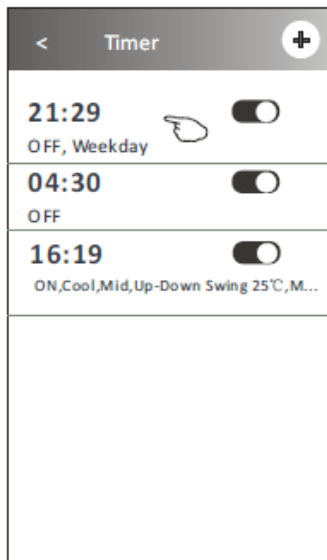 < Timer
21:29
OFF, Weekday
04:30
OFF
16:19
ON,Cool,Mid,Up-Down Swing 25℃,M...